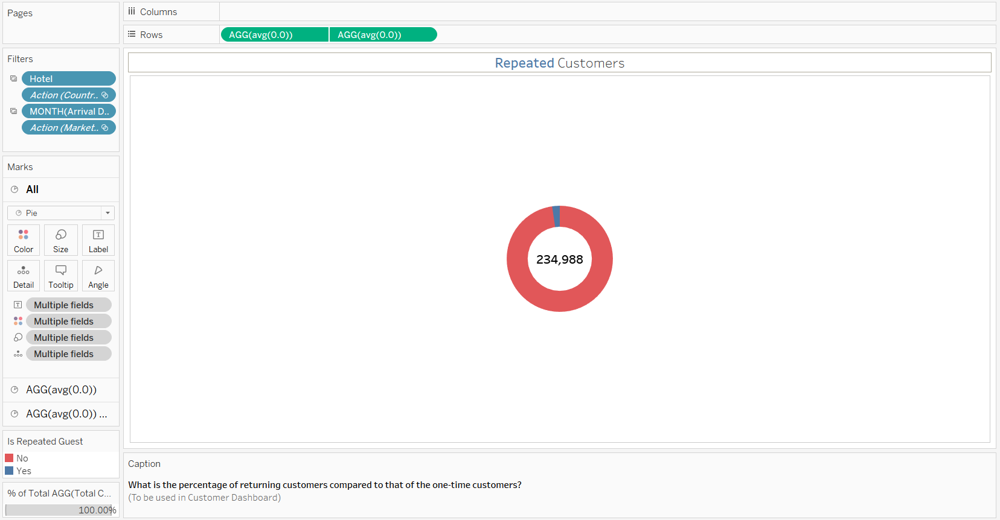 Pages
Columns
Rows
AGG(avg(0.0))
AGG(avg(0.0))
Filters
Hotel
Action (Countr..
MONTH(Arrival D..
Action (Market..
Marks
All
Pie
Color
Size
T
Label
Detail
Tooltip
Angle
T
Multiple fields
Multiple fields
Multiple fields
Multiple fields
AGG(avg(0.0))
AGG(avg(0.0)) ...
Is Repeated Guest
No
Yes
% of Total AGG(Total C...
100.00%
Repeated Customers
234,988
Caption
What is the percentage of returning customers compared to that of the one-time customers?
(To be used in Customer Dashboard)